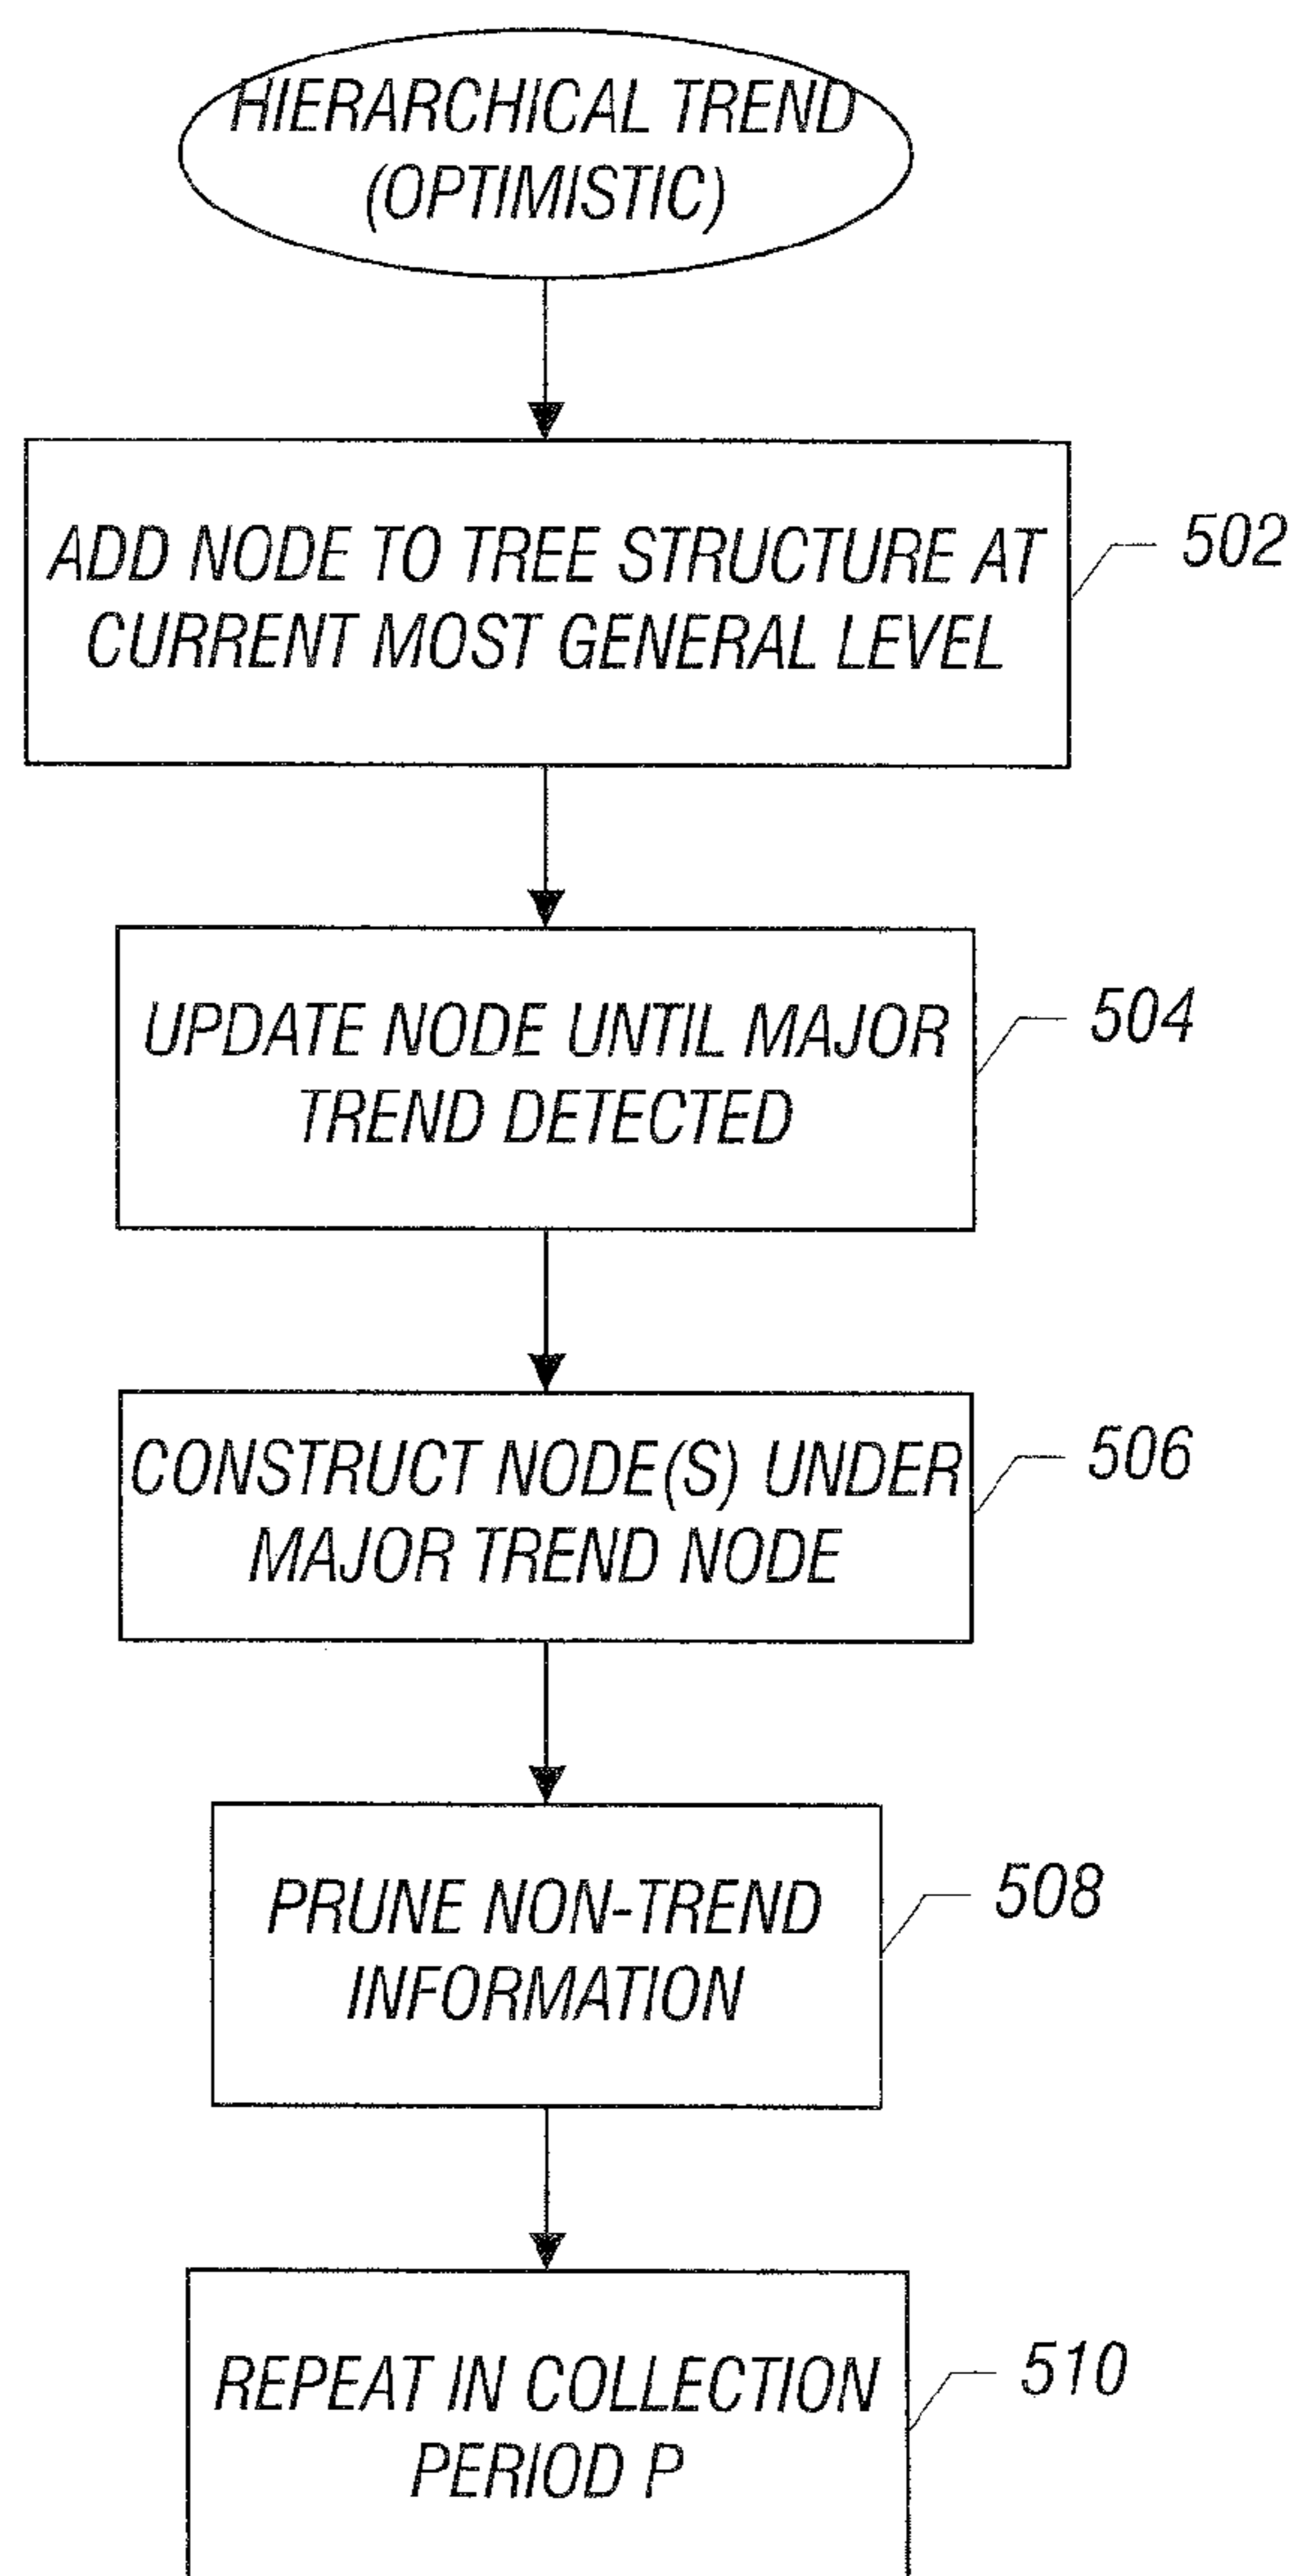 HIERARCHICAL TREND
(OPTIMISTIC)
ADD NODE TO TREE STRUCTURE AT
CURRENT MOST GENERAL LEVEL
502
UPDATE NODE UNTIL MAJOR
TREND DETECTED
504
CONSTRUCT NODE(S) UNDER
MAJOR TREND NODE
506
PRUNE NON-TREND
INFORMATION
508
REPEAT IN COLLECTION
PERIOD P
510